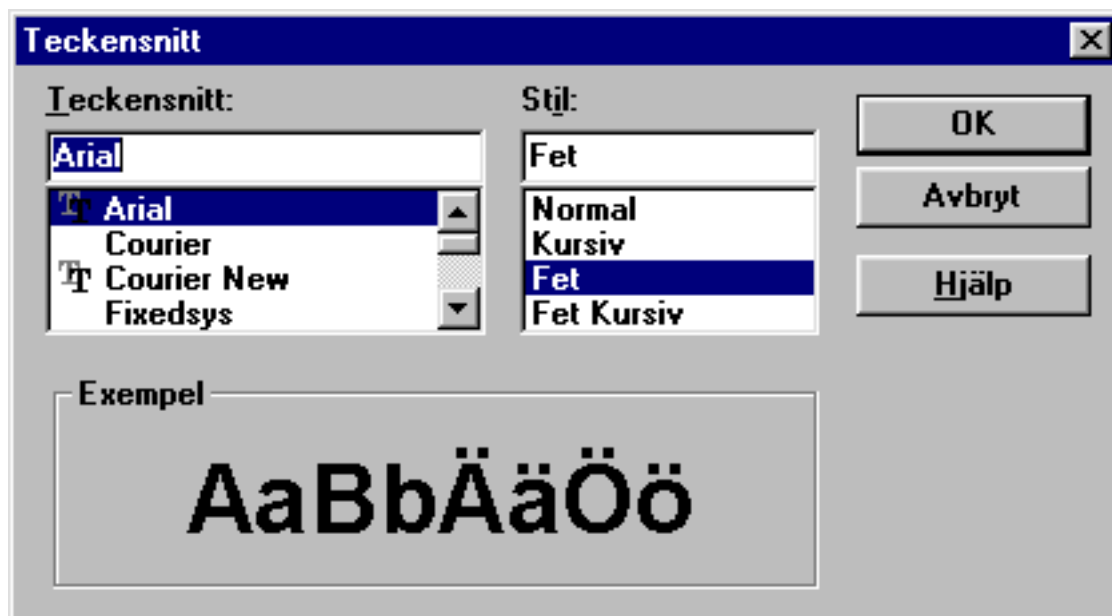 Teckensnitt
Teckensnitt:
Arial
Arial
Courier
Courier New
Fixedsys
Stil:
Fet
Normal
Kursiv
Fet
Fet Kursiv
OK
Avbryt
Hjälp
Exempel
AaBbÄäÖö